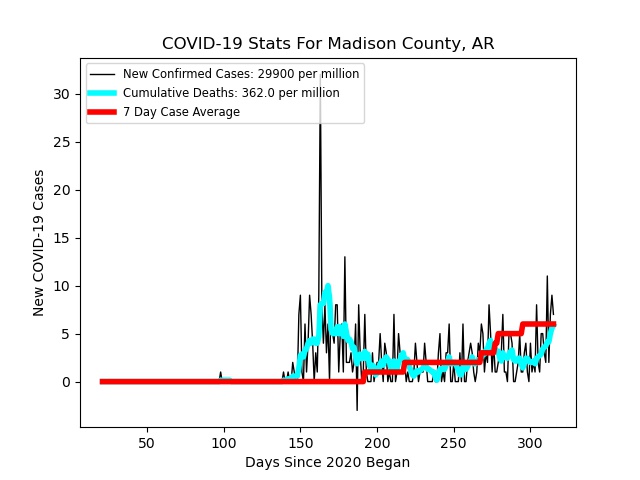 COVID-19 Stats For Madison County, AR
New Confirmed Cases: 29900 per million
Cumulative Deaths: 362.0 per million
7 Day Case Average
New COVID-19 Cases
30
25
20
15
10
5
0
50 100 150 200 250 300
Days Since 2020 Began